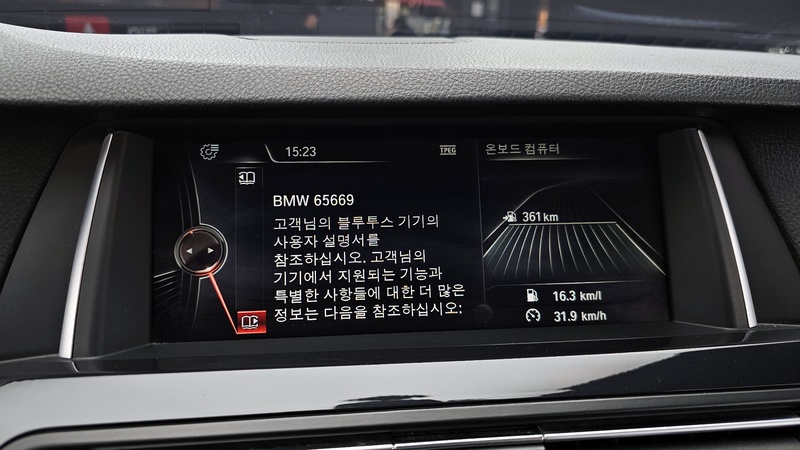 15:23
TPEG
온보드 컴퓨터
BMW 65669
고객님의 블루투스 기기의
사용자 설명서를
참조하십시오. 고객님의
기기에서 지원되는 기능과
특별한 사항들에 대한 더 많은
정보는 다음을 참조하십시오:
361 km
16.3 km/l
31.9 km/h